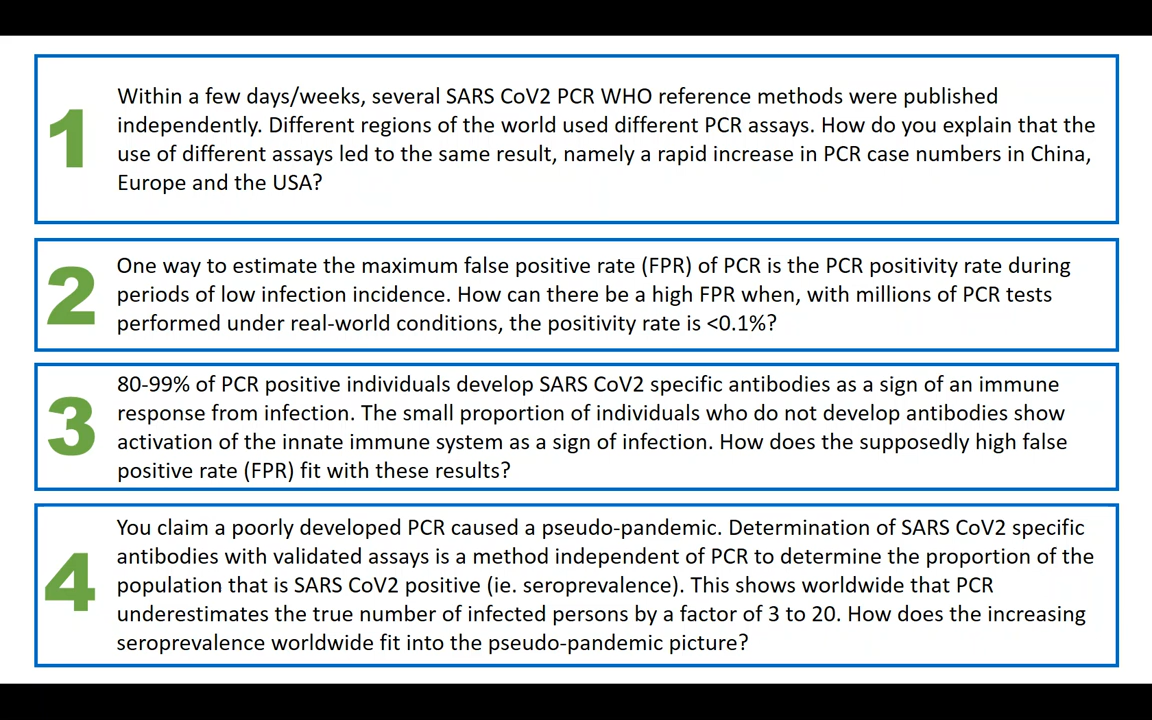 1
Within a few days/weeks, several SARS CoV2 PCR WHO reference methods were published
independently. Different regions of the world used different PCR assays. How do you explain that the
use of different assays led to the same result, namely a rapid increase in PCR case numbers in China,
Europe and the USA?
2
One way to estimate the maximum false positive rate (FPR) of PCR is the PCR positivity rate during
periods of low infection incidence. How can there be a high FPR when, with millions of PCR tests
performed under real-world conditions, the positivity rate is <0.1%?
3
80-99% of PCR positive individuals develop SARS CoV2 specific antibodies as a sign of an immune
response from infection. The small proportion of individuals who do not develop antibodies show
activation of the innate immune system as a sign of infection. How does the supposedly high false
positive rate (FPR) fit with these results?
4
You claim a poorly developed PCR caused a pseudo-pandemic. Determination of SARS CoV2 specific
antibodies with validated assays is a method independent of PCR to determine the proportion of the
population that is SARS CoV2 positive (ie. seroprevalence). This shows worldwide that PCR
underestimates the true number of infected persons by a factor of 3 to 20. How does the increasing
seroprevalence worldwide fit into the pseudo-pandemic picture?